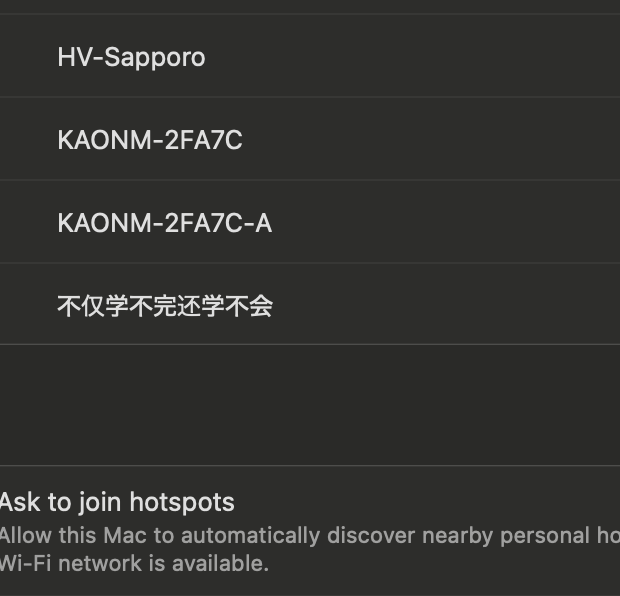 HV-Sapporo
KAONM-2FA7C
KAONM-2FA7C-A
不仅学不完还学不会
Ask to join hotspots
Allow this Mac to automatically discover nearby personal ho
Wi-Fi network is available.